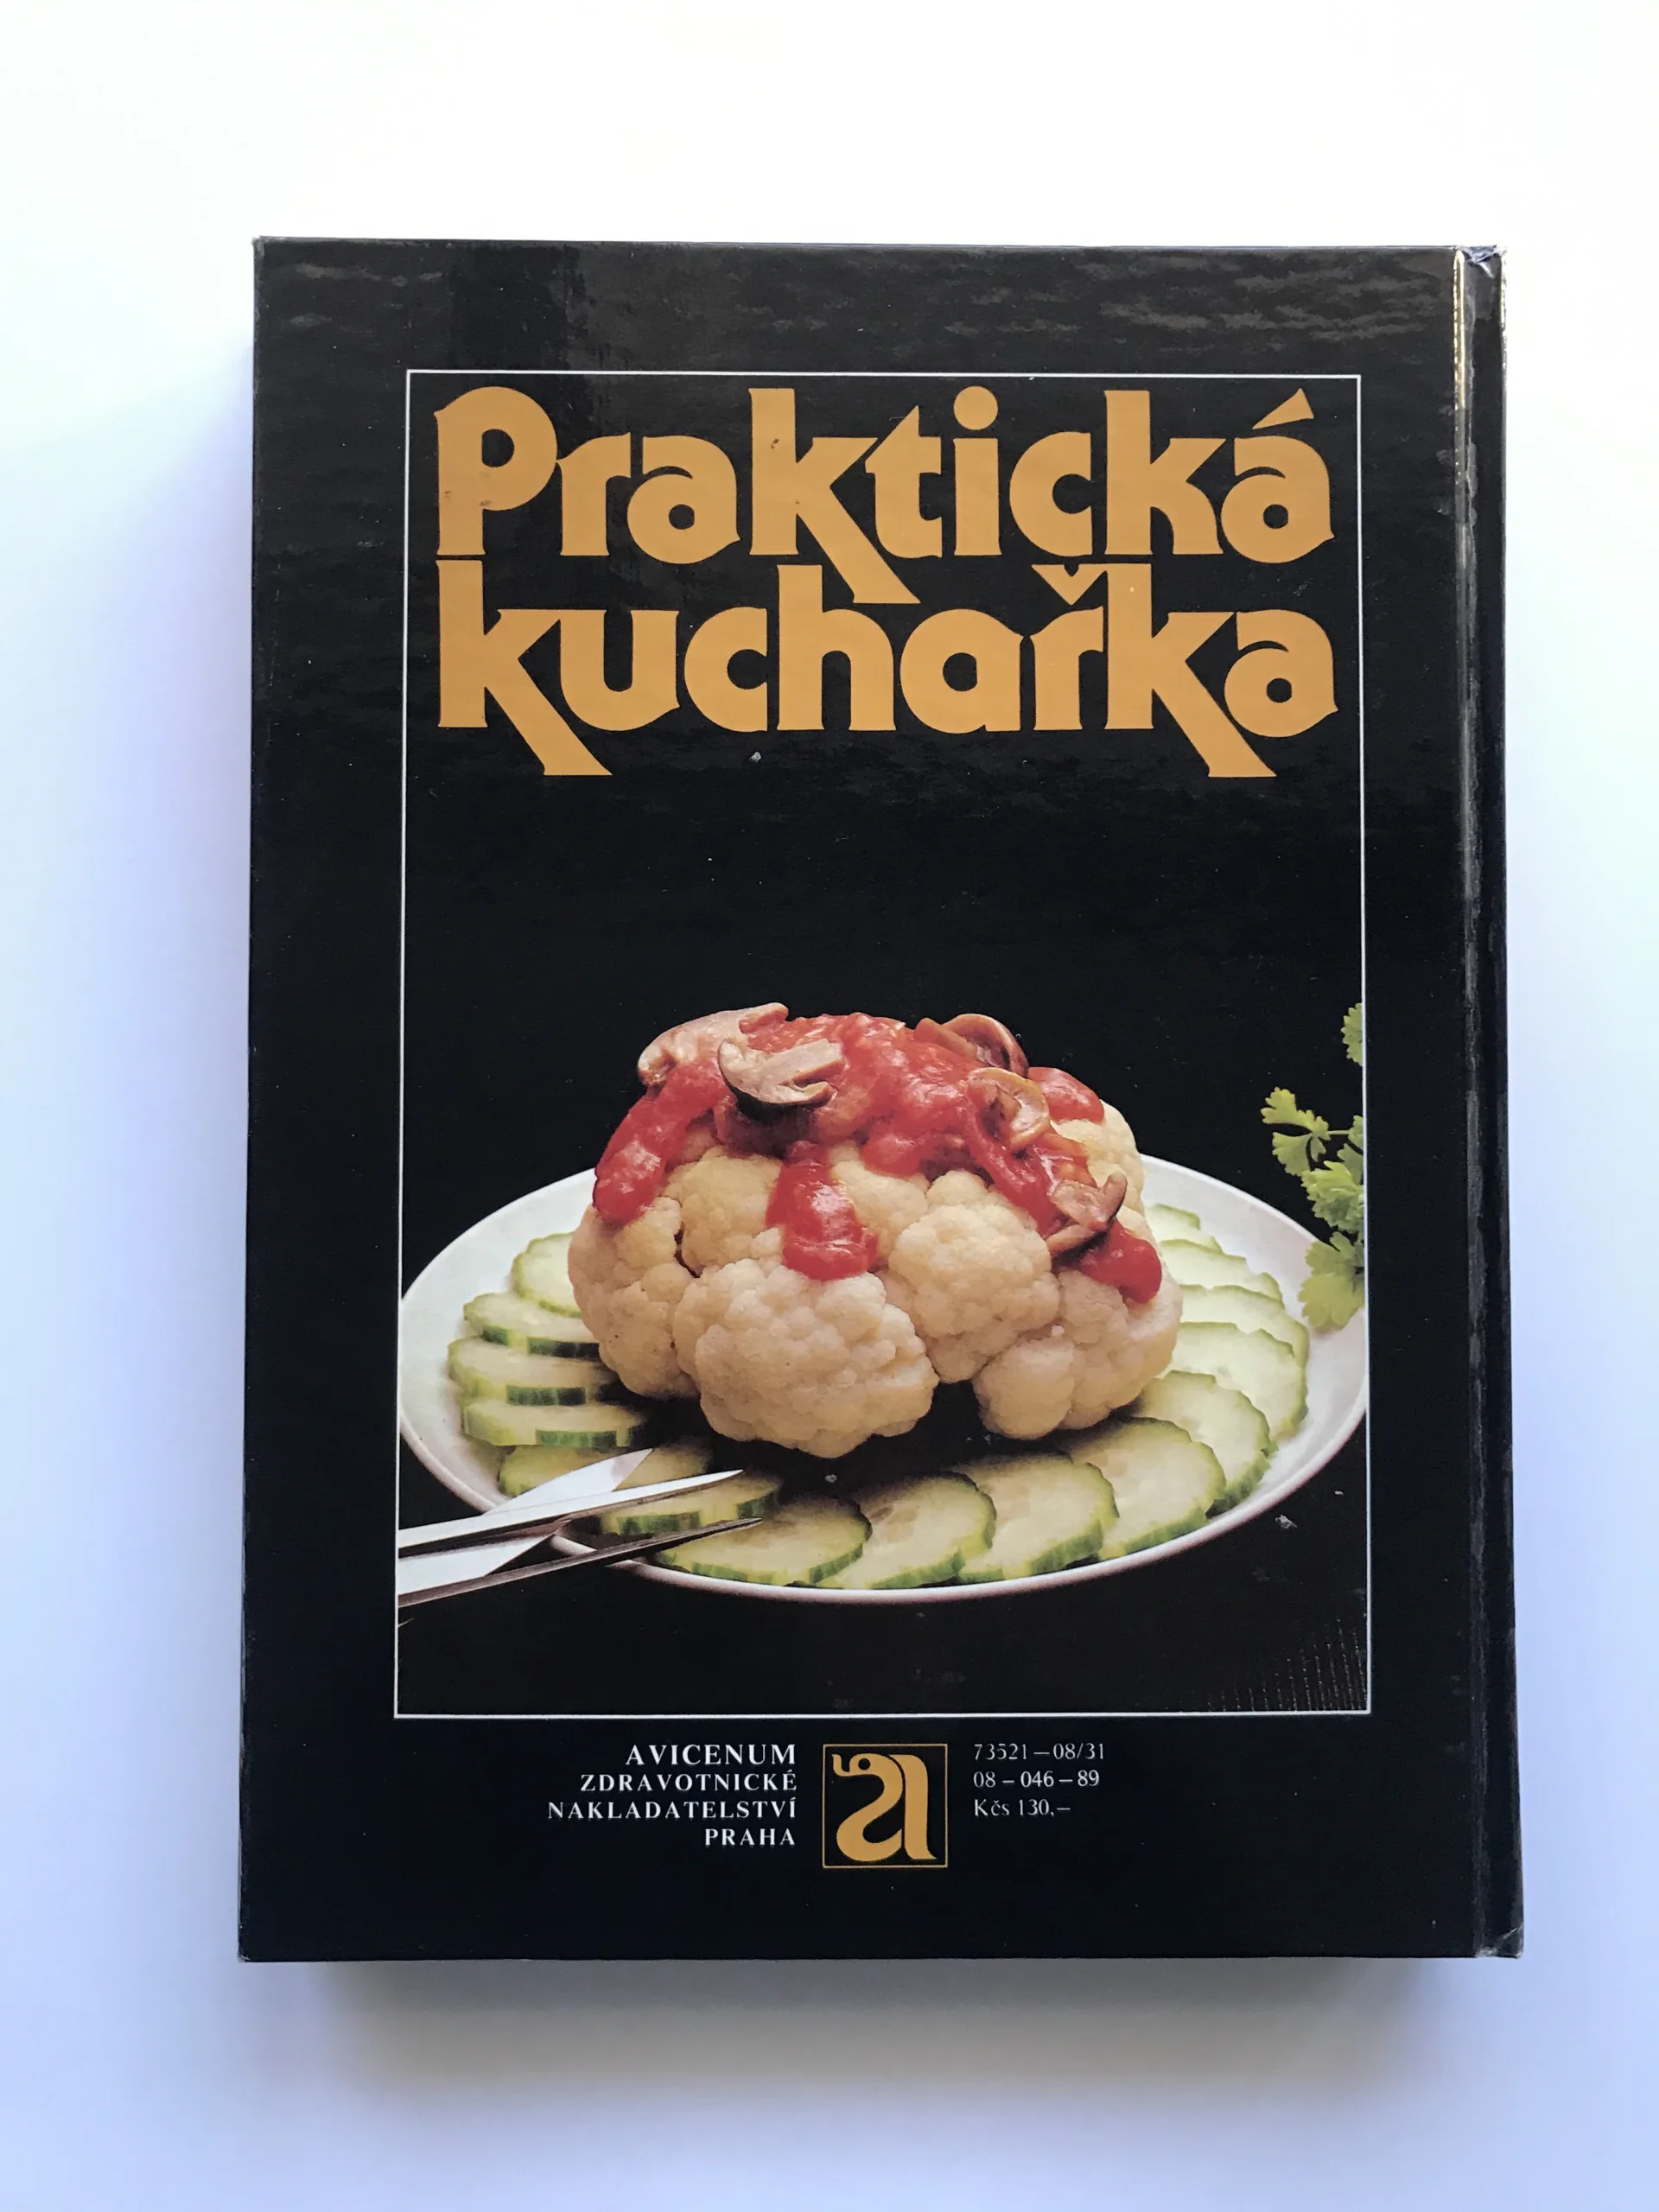 Praktická
kuchařka
AVICENUM
ZDRAVOTNICKÉ
NAKLADATELSTVÍ
PRAHA
a
73521–08/31
08 – 046 – 89
Kčs 130,–